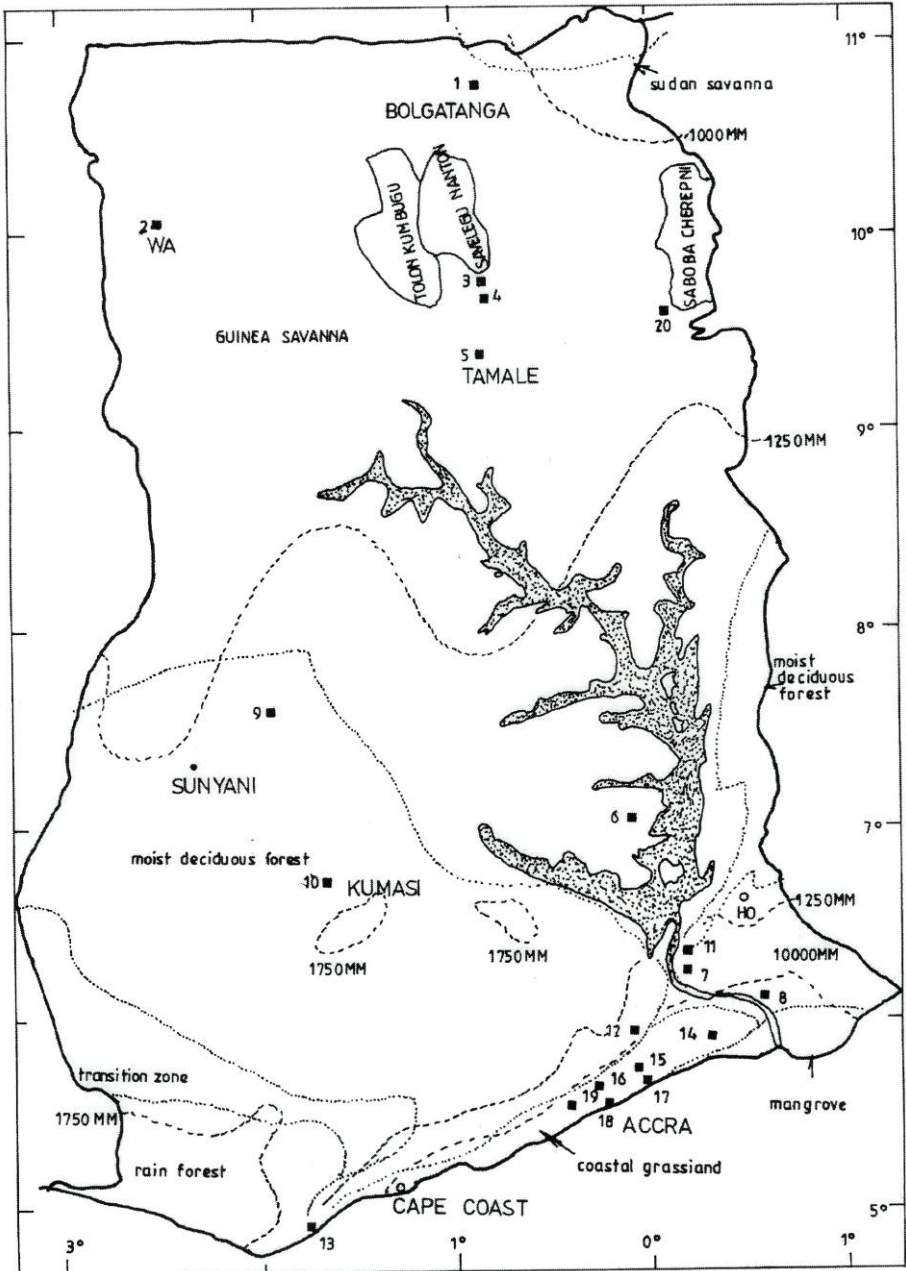 11°
sudan savanna
1
BOLGATANGA
1000MM
TOLON KUMBUGU
SAVELEGU NANTON
SABOBA CHEREPNI
2
WA
10°
3
4
20
GUINEA SAVANNA
5
TAMALE
1250MM
9°
8°
moist
deciduous
forest
9
SUNYANI
6
7°
moist deciduous forest
10
KUMASI
HO
1250MM
1750MM
1750MM
11
7
10000MM
8
6°
12
14
transition zone
15
16
17
19
18
ACCRA
mangrove
1750MM
rain forest
coastal grassiand
CAPE COAST
5°
13
3°
1°
0°
1°